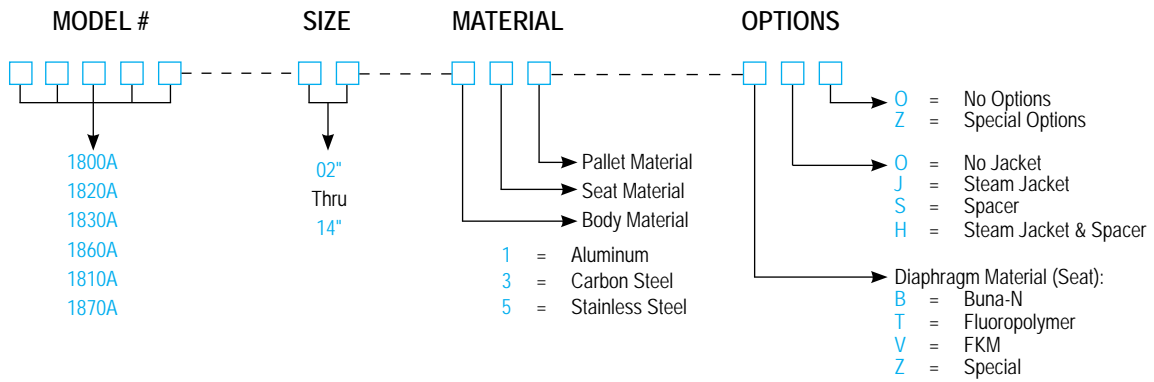 MODEL # SIZE MATERIAL OPTIONS
1800A
1820A
1830A
1860A
1810A
1870A
02"
Thru
14"
Pallet Material
Seat Material
Body Material
1 = Aluminum
3 = Carbon Steel
5 = Stainless Steel
O = No Options
Z = Special Options
O = No Jacket
J = Steam Jacket
S = Spacer
H = Steam Jacket & Spacer
Diaphragm Material (Seat):
B = Buna-N
T = Fluoropolymer
V = FKM
Z = Special